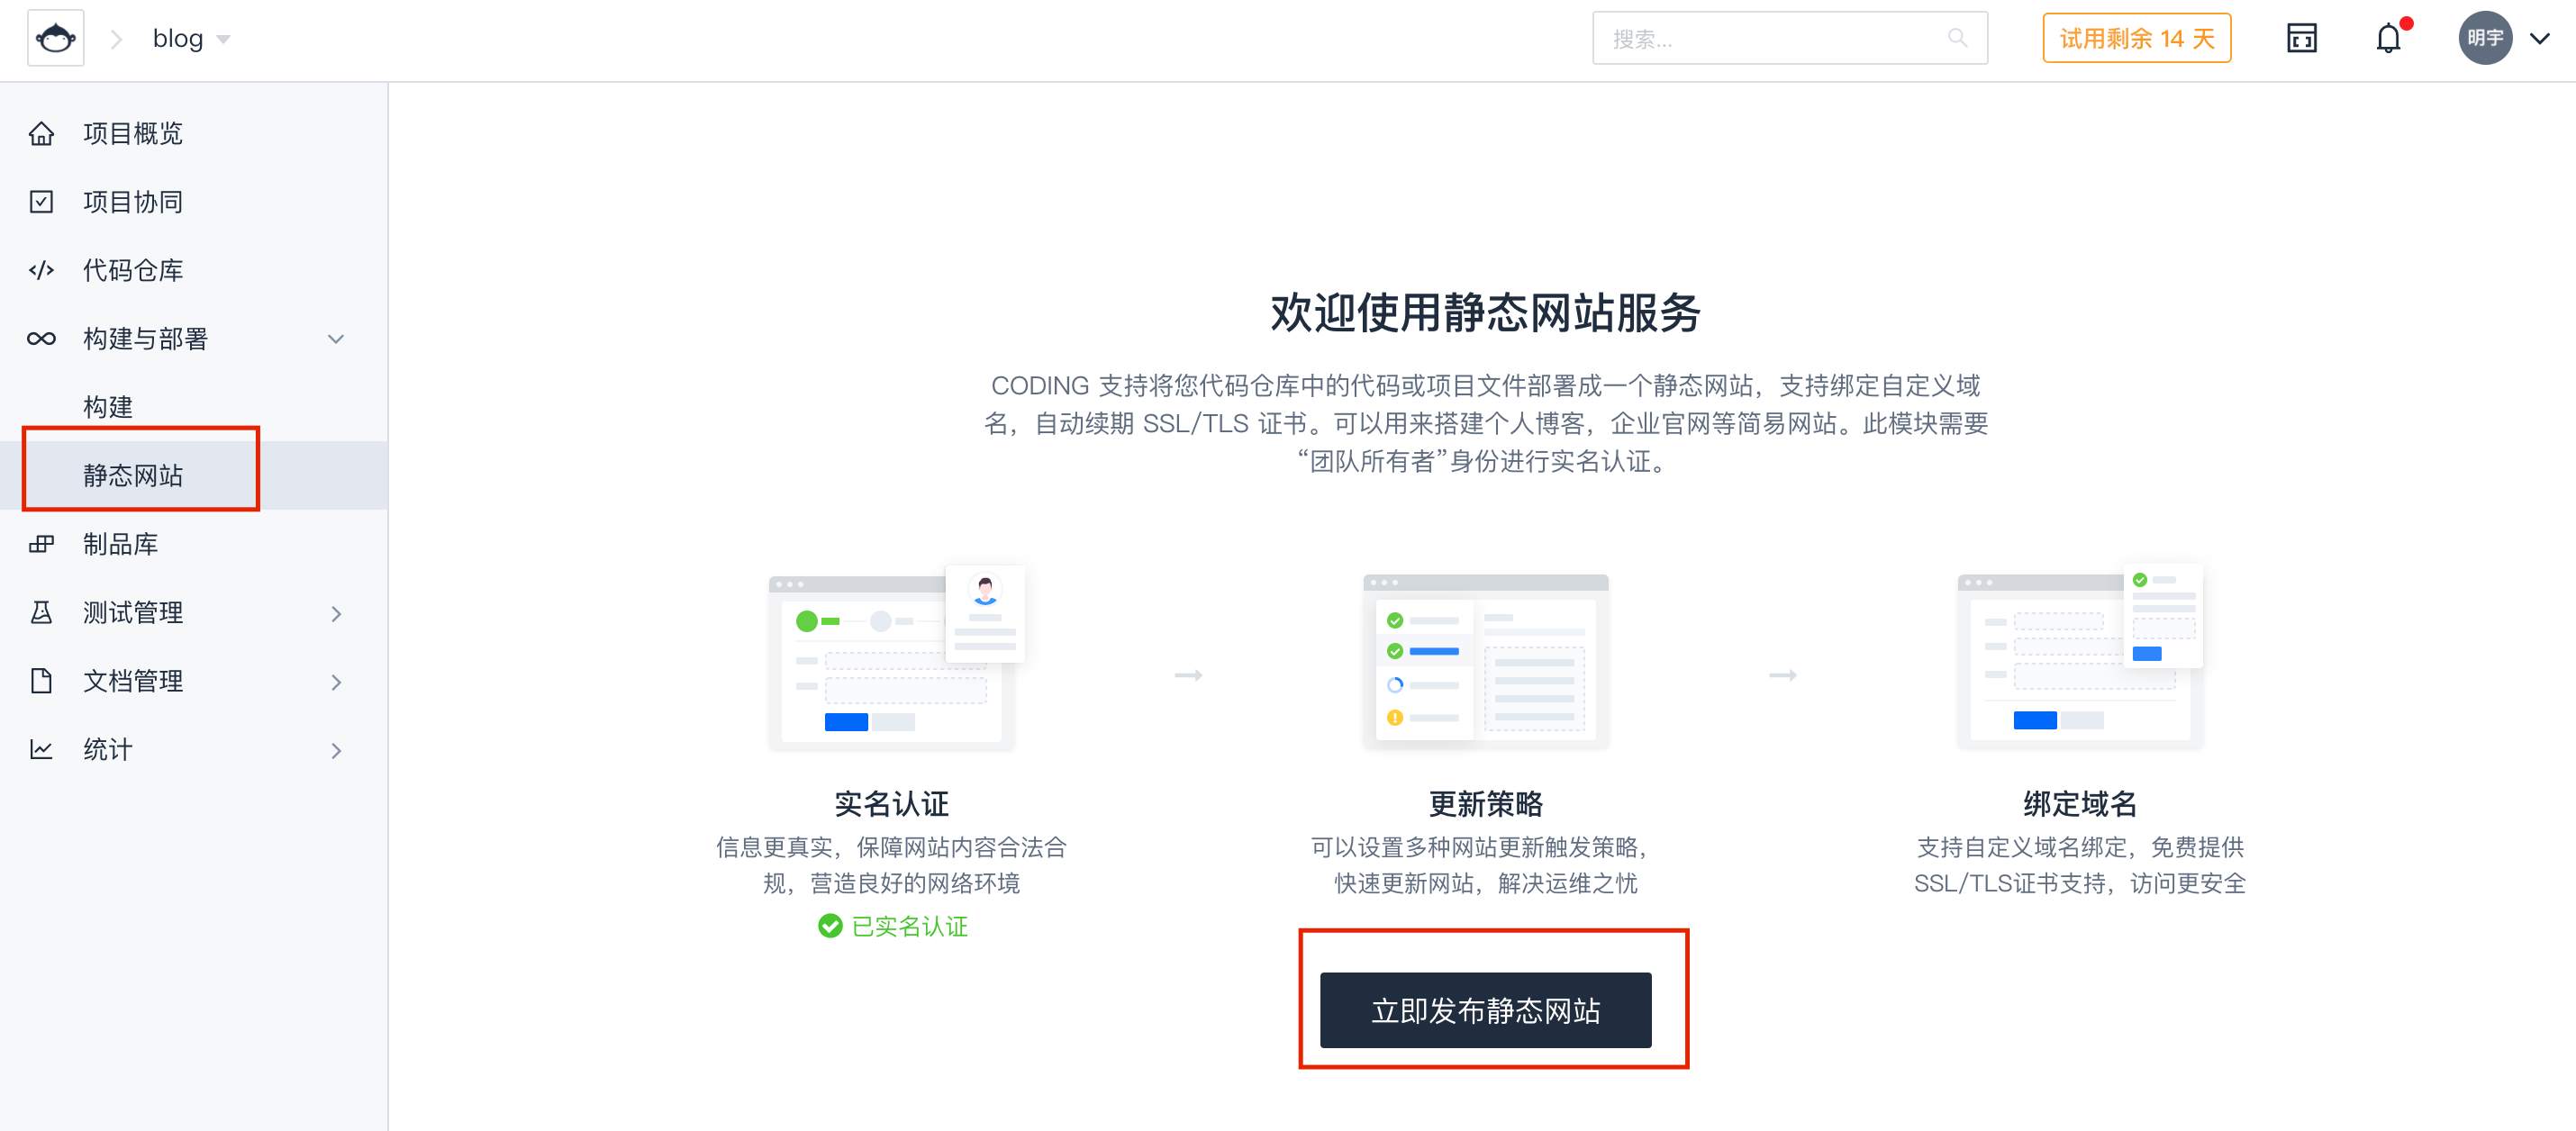 blog
搜索...
试用剩余 14 天
明宇
项目概览
项目协同
代码仓库
构建与部署
构建
静态网站
制品库
测试管理
文档管理
统计
欢迎使用静态网站服务
CODING 支持将您代码仓库中的代码或项目文件部署成一个静态网站，支持绑定自定义域
名，自动续期 SSL/TLS 证书。可以用来搭建个人博客，企业官网等简易网站。此模块需要
“团队所有者”身份进行实名认证。
实名认证
信息更真实，保障网站内容合法合
规，营造良好的网络环境
已实名认证
更新策略
可以设置多种网站更新触发策略，
快速更新网站，解决运维之忧
立即发布静态网站
绑定域名
支持自定义域名绑定，免费提供
SSL/TLS证书支持，访问更安全